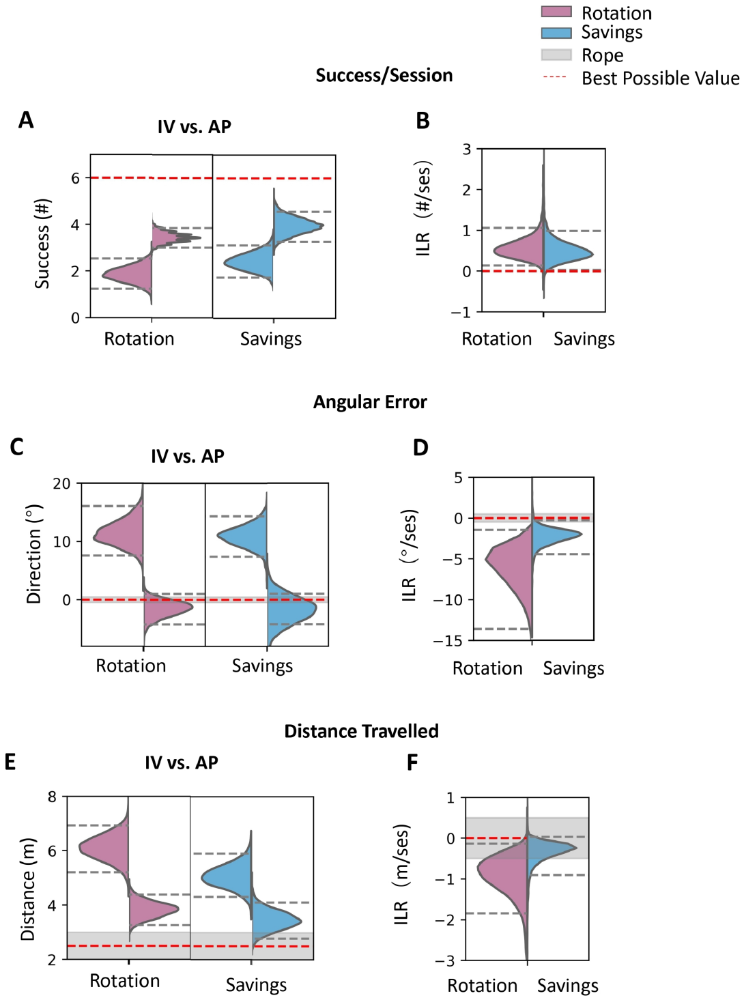 Rotation
Savings
Rope
Best Possible Value
Success/Session
A
IV vs. AP
Success (#)
6
4
2
0
Rotation
Savings
B
ILR (#/ses)
3
2
1
0
−1
Rotation
Savings
Angular Error
C
IV vs. AP
Direction (°)
20
10
0
Rotation
Savings
D
ILR (°/ses)
5
0
−5
−10
−15
Rotation
Savings
Distance Travelled
E
IV vs. AP
Distance (m)
8
6
4
2
Rotation
Savings
F
ILR (m/ses)
1
0
−1
−2
−3
Rotation
Savings